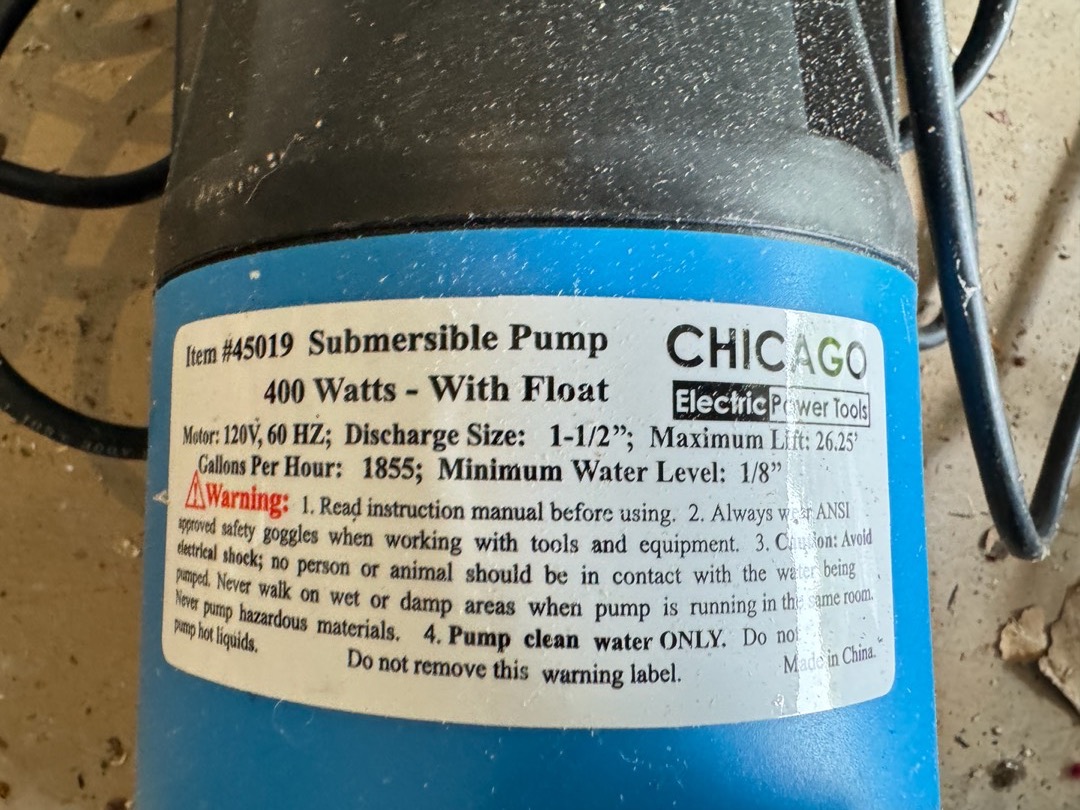 Item #45019 Submersible Pump
400 Watts - With Float
CHICAGO
Electric Power Tools
Motor: 120V, 60 HZ; Discharge Size: 1-1/2”; Maximum Lift: 26.25'
Gallons Per Hour: 1855; Minimum Water Level: 1/8”
Warning: 1. Read instruction manual before using. 2. Always wear ANSI
approved safety goggles when working with tools and equipment. 3. Caution: Avoid
electrical shock; no person or animal should be in contact with the water being
pumped. Never walk on wet or damp areas when pump is running in the same room.
Never pump hazardous materials. 4. Pump clean water ONLY. Do not
pump hot liquids.
Do not remove this warning label.
Made in China.